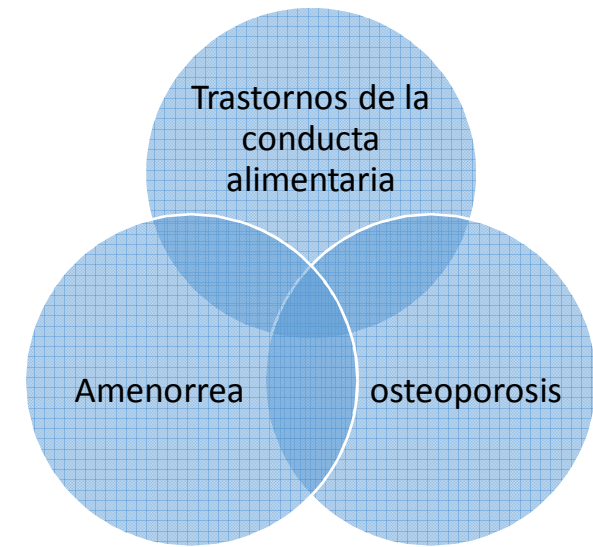 Trastornos de la
conducta
alimentaria
Amenorrea
osteoporosis